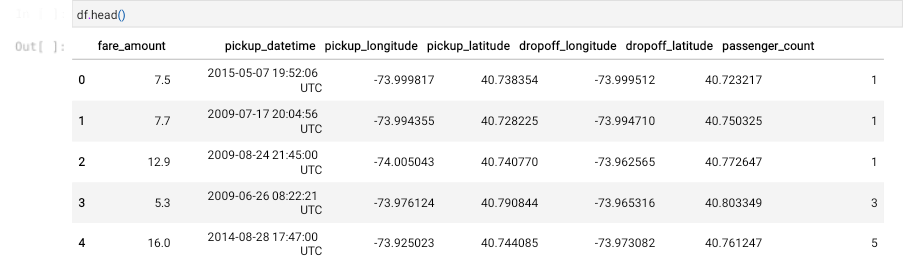 df.head()
Out[ ]:
fare_amount pickup_datetime pickup_longitude pickup_latitude dropoff_longitude dropoff_latitude passenger_count
0 7.5 2015-05-07 19:52:06 UTC -73.999817 40.738354 -73.999512 40.723217 1
1 7.7 2009-07-17 20:04:56 UTC -73.994355 40.728225 -73.994710 40.750325 1
2 12.9 2009-08-24 21:45:00 UTC -74.005043 40.740770 -73.962565 40.772647 1
3 5.3 2009-06-26 08:22:21 UTC -73.976124 40.790844 -73.965316 40.803349 3
4 16.0 2014-08-28 17:47:00 UTC -73.925023 40.744085 -73.973082 40.761247 5